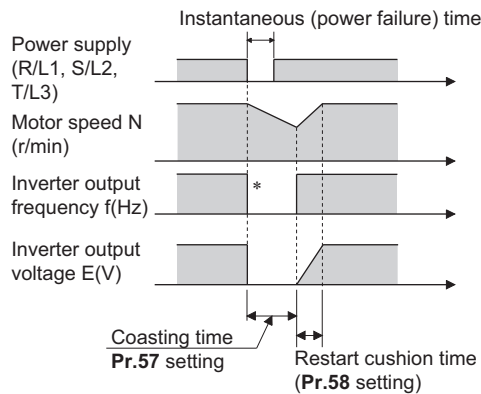 Instantaneous (power failure) time
Power supply
(R/L1, S/L2,
T/L3)
Motor speed N
(r/min)
Inverter output
frequency f(Hz)
*
Inverter output
voltage E(V)
Coasting time
Pr.57 setting
Restart cushion time
(Pr.58 setting)